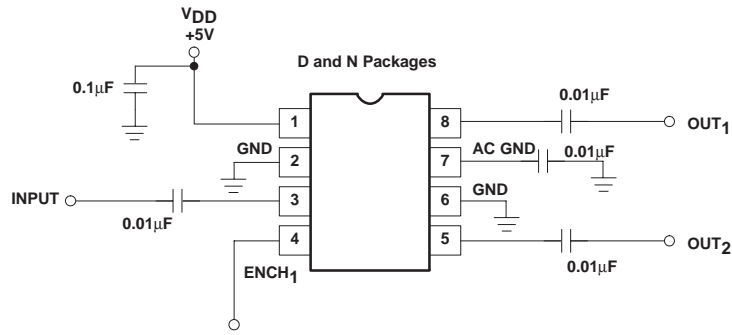 VDD
+5V
D and N Packages
0.1μF
0.01μF
OUT1
1
8
GND
AC GND
0.01μF
2
7
INPUT
GND
3
6
0.01μF
4
5
OUT2
ENCH1
0.01μF